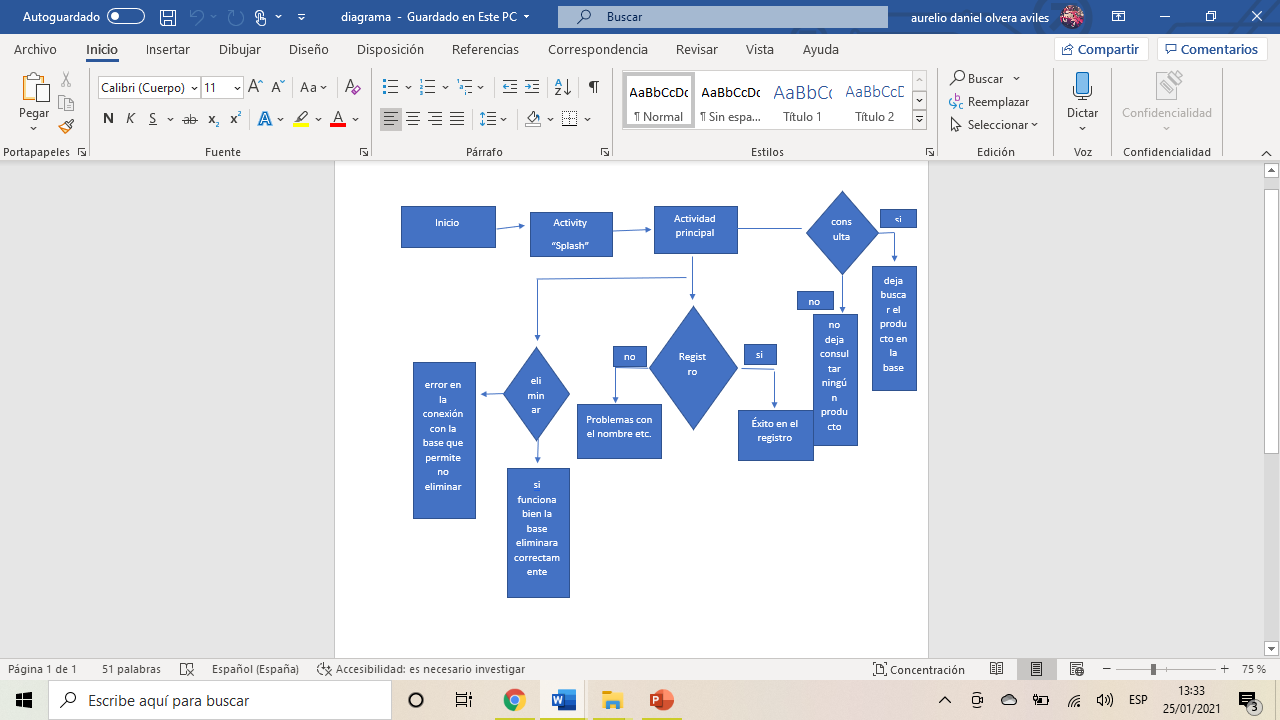 Autoguardado
diagrama - Guardado en Este PC
Buscar
aurelio daniel olvera aviles
Archivo
Inicio
Insertar
Dibujar
Diseño
Disposición
Referencias
Correspondencia
Revisar
Vista
Ayuda
Compartir
Comentarios
Pegar
Portapapeles
Calibri (Cuerpo)
11
Aa
N K S ab x₂ x²
Fuente
Párrafo
AaBbCcDc
¶ Normal
AaBbCcDc
¶ Sin espa...
AaBbCc
Título 1
AaBbCcD
Título 2
Estilos
Buscar
Reemplazar
Seleccionar
Edición
Dictar
Voz
Confidencialidad
Confidencialidad
Inicio
Activity
“Splash”
Actividad
principal
cons
ulta
si
deja
busca
r el
produ
cto en
la
base
no
no
deja
consul
tar
ningú
n
produ
cto
Regist
ro
no
si
Problemas con
el nombre etc.
Éxito en el
registro
eli
min
ar
error en
la
conexión
con la
base que
permite
no
eliminar
si
funciona
bien la
base
eliminara
correctam
ente
Página 1 de 1
51 palabras
Español (España)
Accesibilidad: es necesario investigar
Concentración
75 %
Escribe aquí para buscar
ESP
13:33
25/01/2021
3